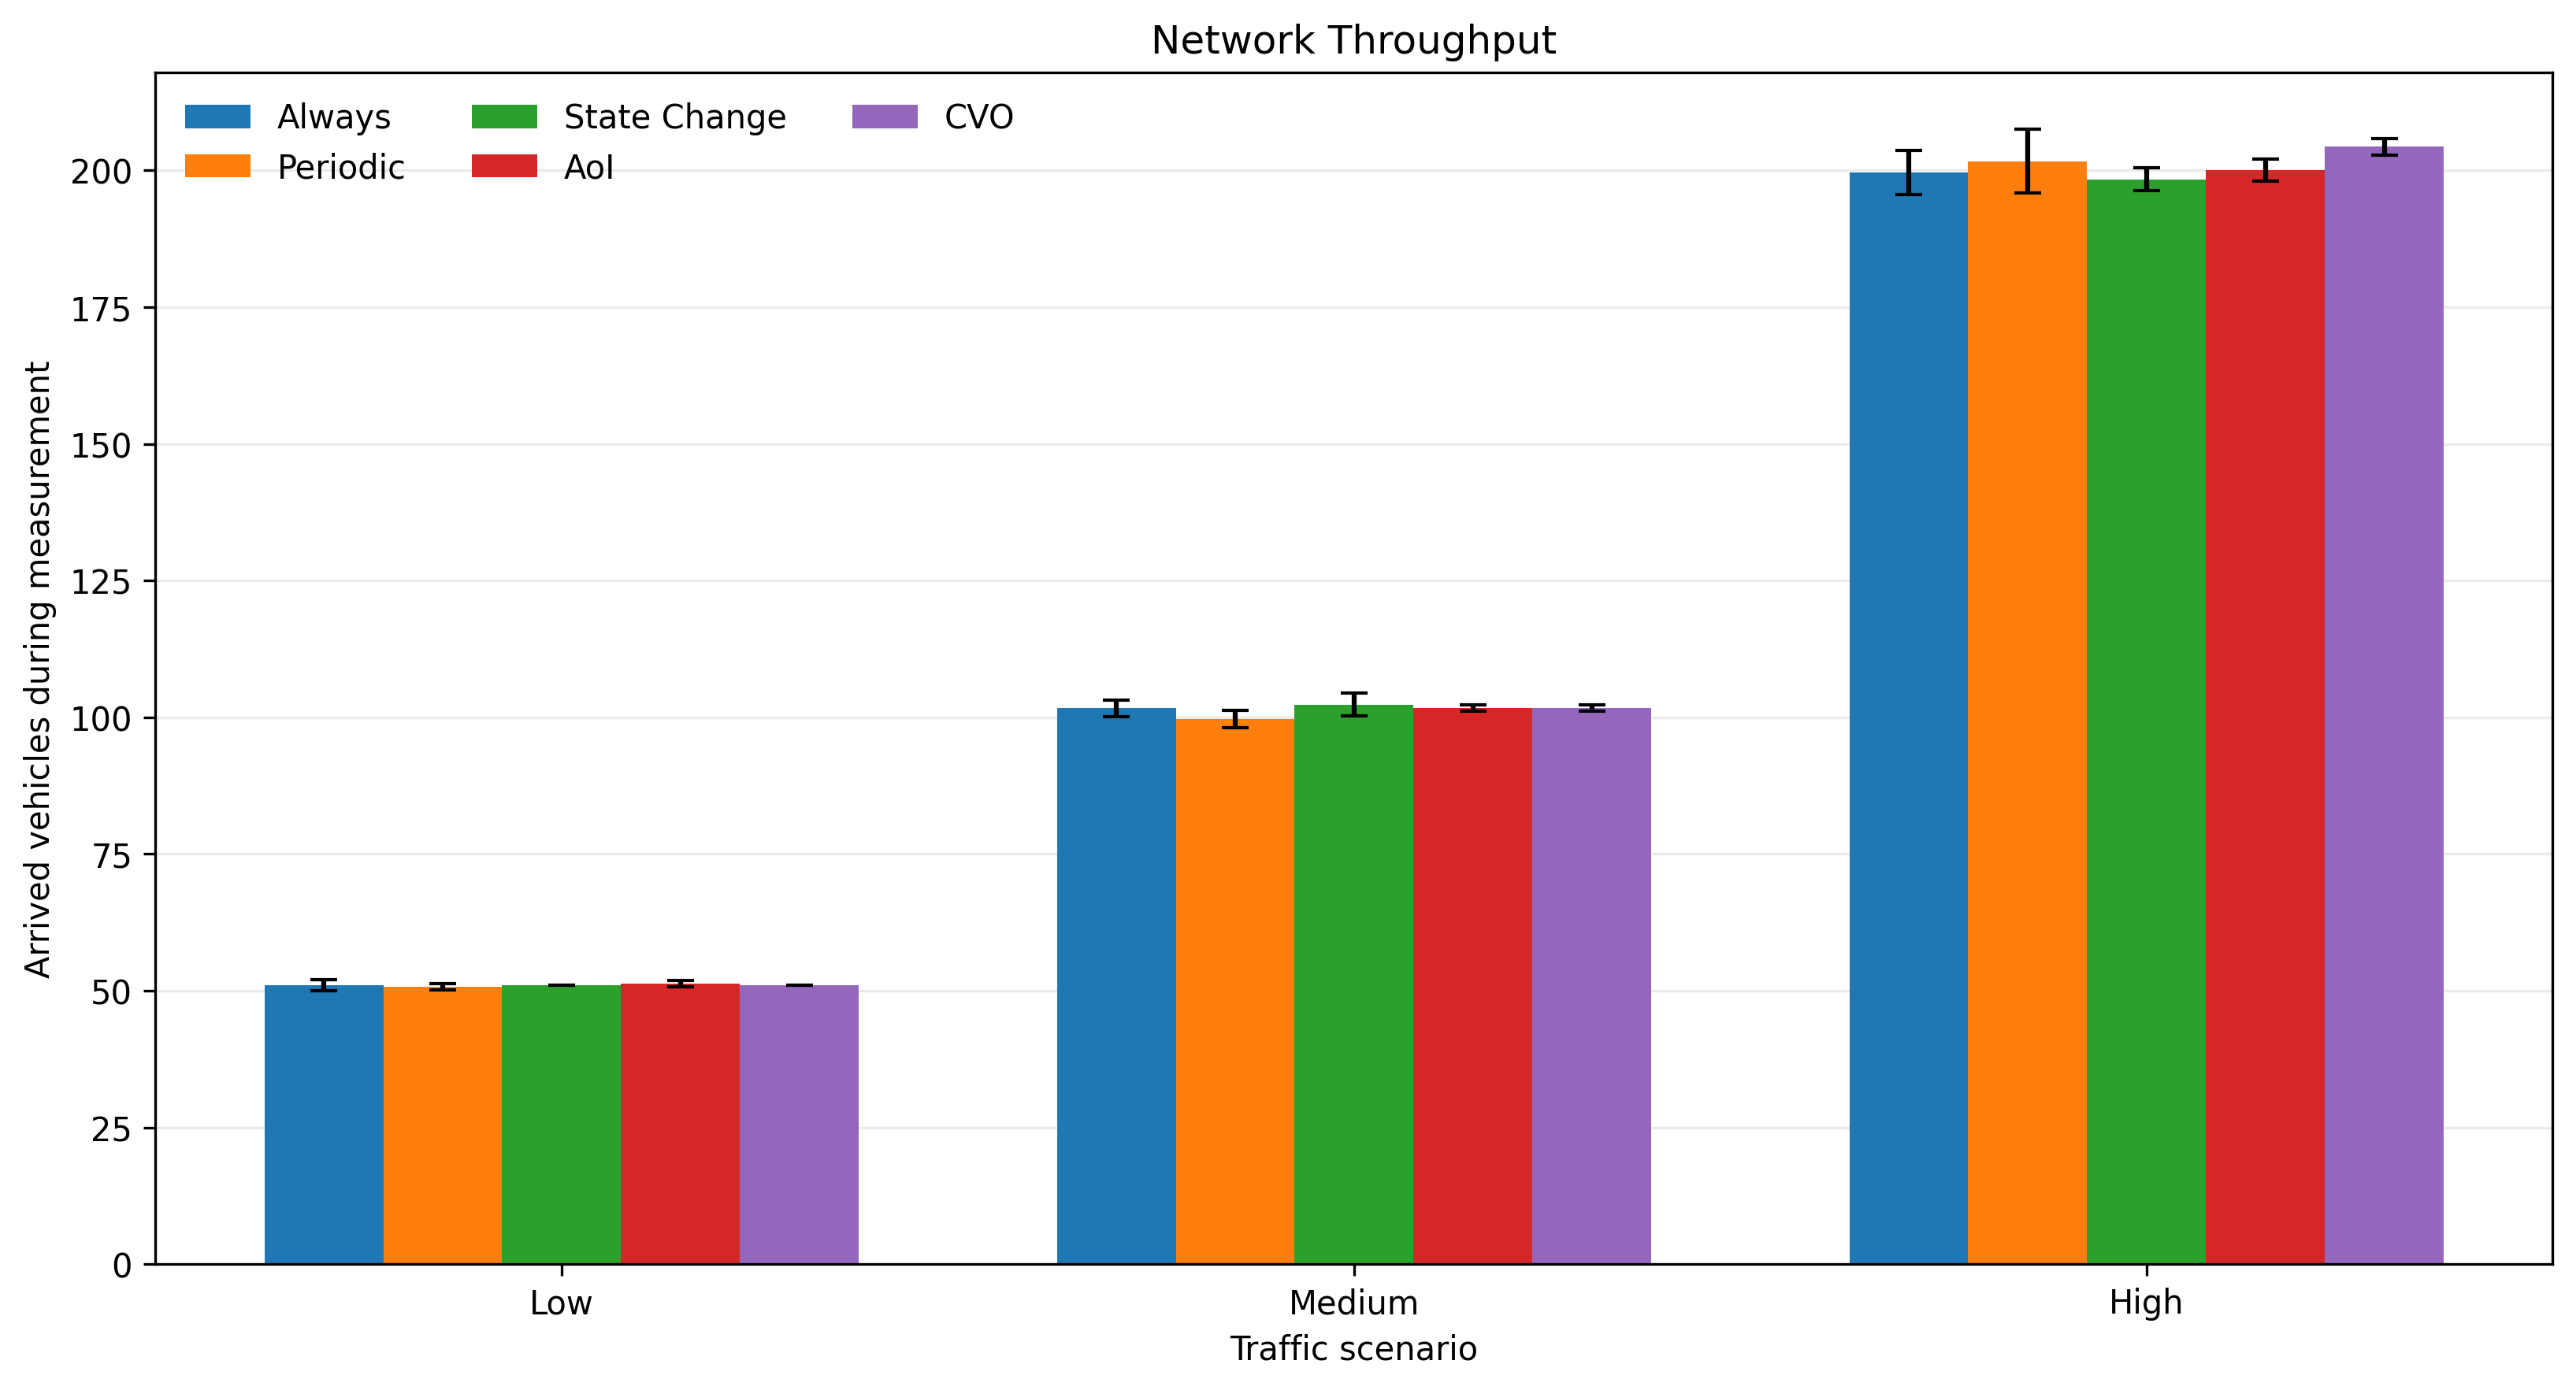 Network Throughput
Always
Periodic
State Change
AoI
CVO
Arrived vehicles during measurement
200
175
150
125
100
75
50
25
0
Low
Medium
High
Traffic scenario